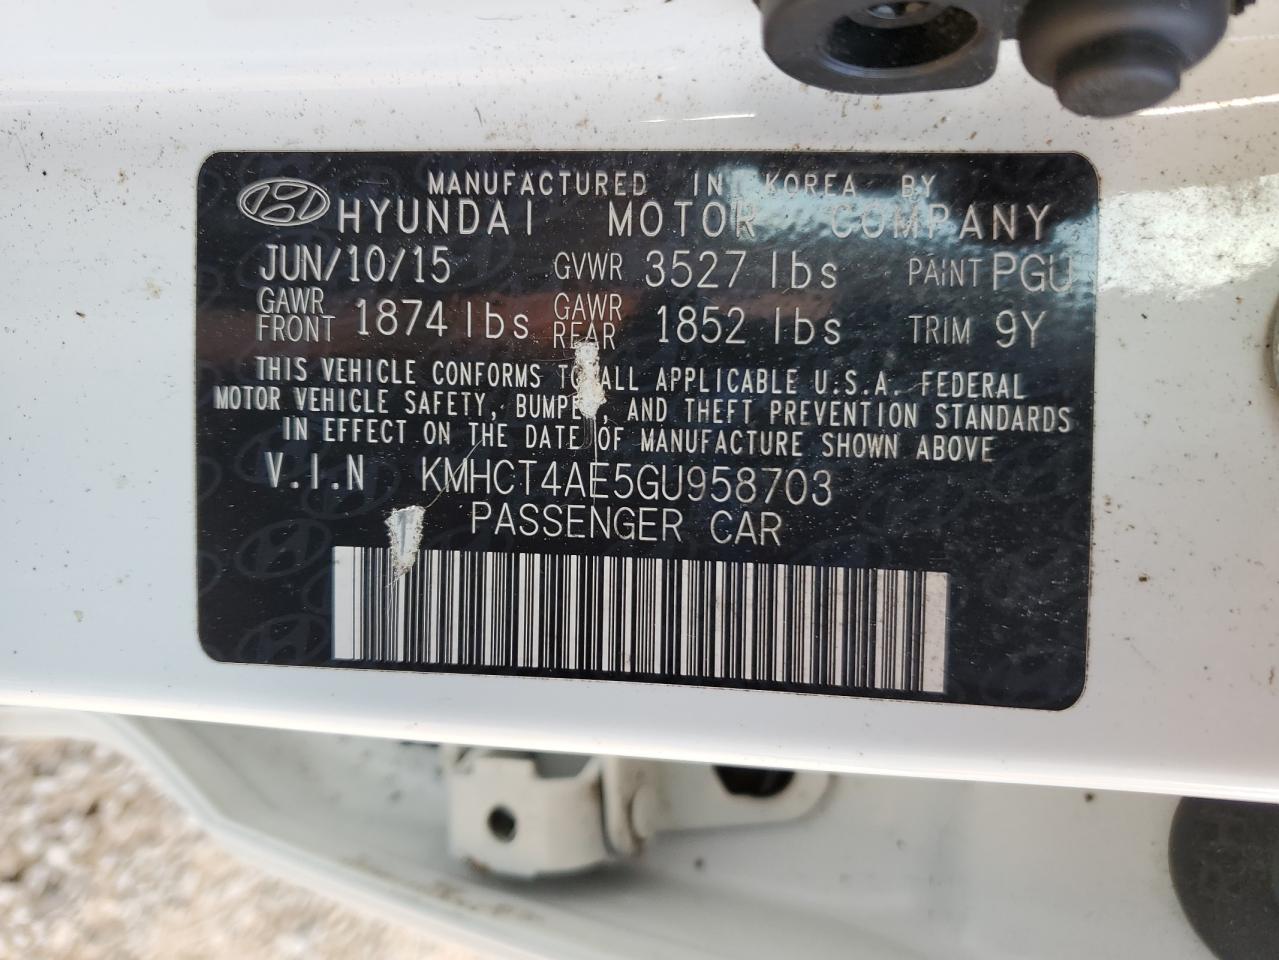 MANUFACTURED IN KOREA BY
HYUNDAI MOTOR COMPANY
JUN/10/15 GVWR 3527 lbs PAINT PGU
GAWR FRONT 1874 lbs GAWR REAR 1852 lbs TRIM 9Y
THIS VEHICLE CONFORMS TO ALL APPLICABLE U.S.A. FEDERAL
MOTOR VEHICLE SAFETY, BUMPER, AND THEFT PREVENTION STANDARDS
IN EFFECT ON THE DATE OF MANUFACTURE SHOWN ABOVE
V.I.N KMHCT4AE5GU958703
PASSENGER CAR